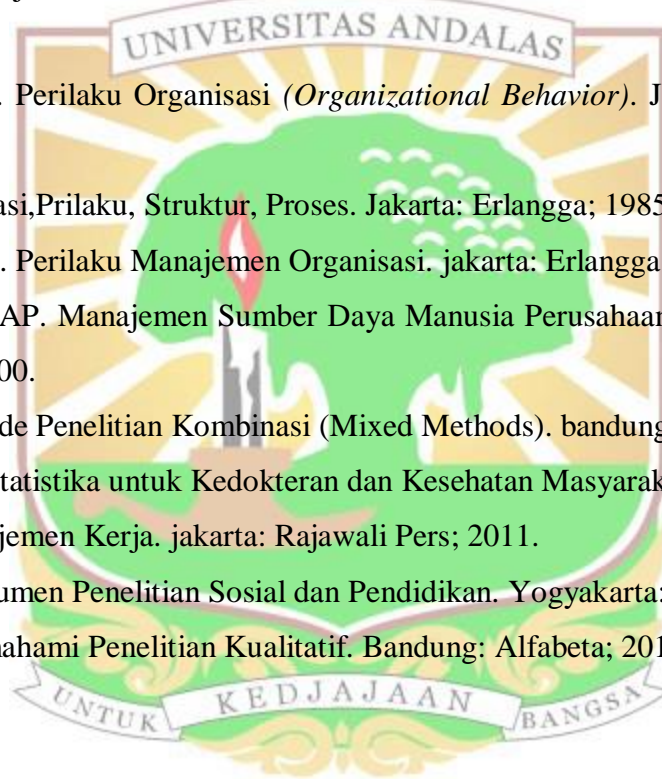 UNIVERSITAS ANDALAS
. Perilaku Organisasi (Organizational Behavior). J
asi,Prilaku, Struktur, Proses. Jakarta: Erlangga; 1985
. Perilaku Manajemen Organisasi. jakarta: Erlangga
AP. Manajemen Sumber Daya Manusia Perusahaan
00.
de Penelitian Kombinasi (Mixed Methods). bandung
tatistika untuk Kedokteran dan Kesehatan Masyarak
jemen Kerja. jakarta: Rajawali Pers; 2011.
umen Penelitian Sosial dan Pendidikan. Yogyakarta:
ahami Penelitian Kualitatif. Bandung: Alfabeta; 201
UNTUK KEDJAJAAN BANGSA